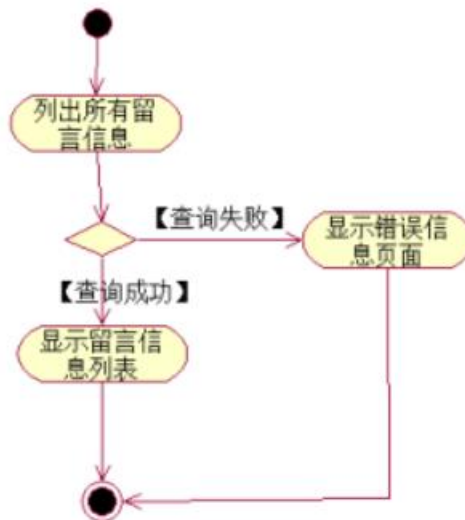 列出所有留
言信息
【查询失败】
显示错误信
息页面
【查询成功】
显示留言信
息列表